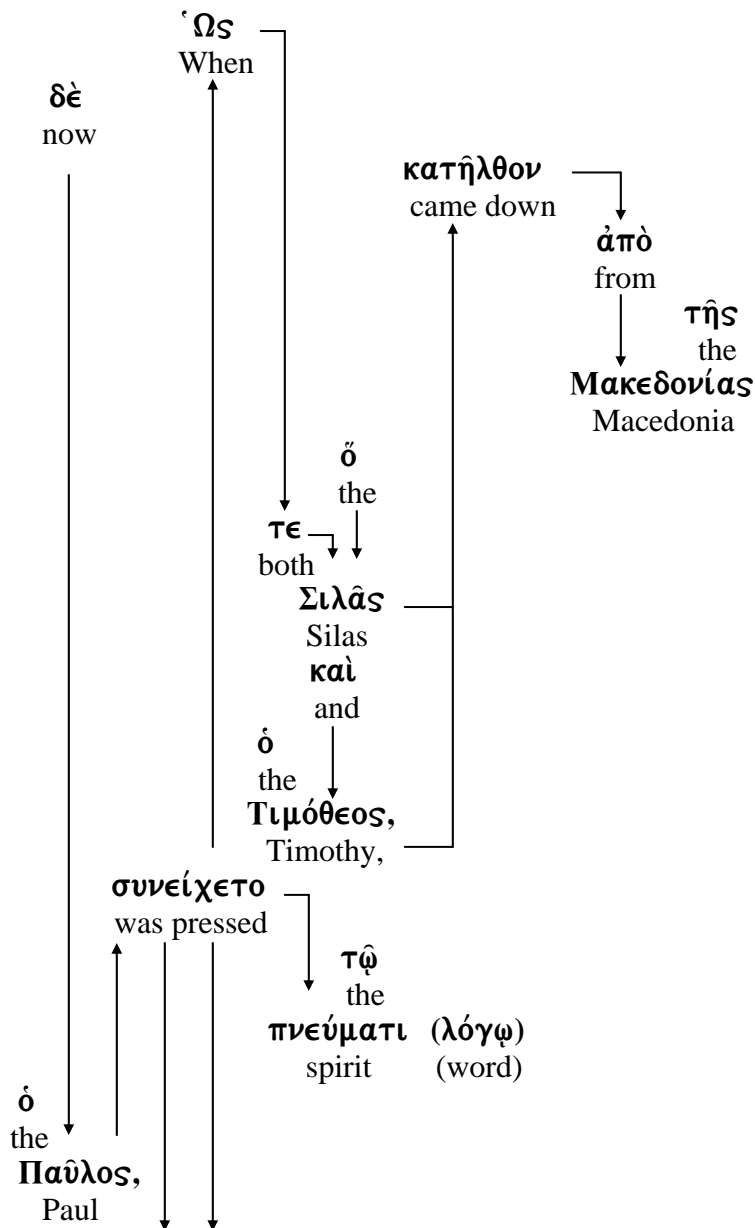 Ὡς
When
δὲ
now
κατῆλθον
came down
ἀπὸ
from
τῆς
the
Μακεδονίας
Macedonia
ὅ
the
τε
both
Σιλᾶς
Silas
καὶ
and
ὁ
the
Τιμόθεος,
Timothy,
συνείχετο
was pressed
τῷ
the
πνεύματι (λόγῳ)
spirit (word)
ὁ
the
Παῦλος,
Paul